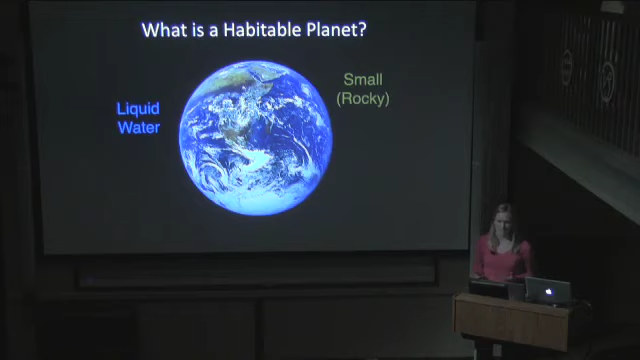 What is a Habitable Planet?
Small
(Rocky)
Liquid
Water